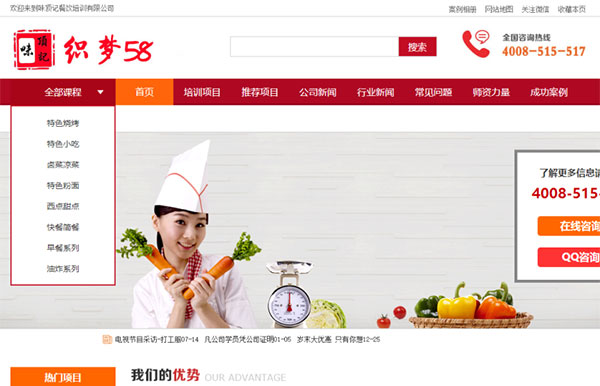 欢迎来到味顶记餐饮培训有限公司
案例相册 网站地图 关注微信 收藏本页
味 顶记 织梦58
搜索
全国咨询热线
4008-515-517
全部课程 首页 培训项目 推荐项目 公司新闻 行业新闻 常见问题 师资力量 成功案例
特色烧烤
特色小吃
卤蒸凉菜
特色粉面
西点甜点
快餐简餐
早餐系列
油炸系列
了解更多信息请
4008-515-
在线咨询
QQ咨询
电视节目采访-打工服07-14 凡公司学员凭公司证明01-05 岁末大优惠 只有你想12-25
热门项目
我们的优势 OUR ADVANTAGE